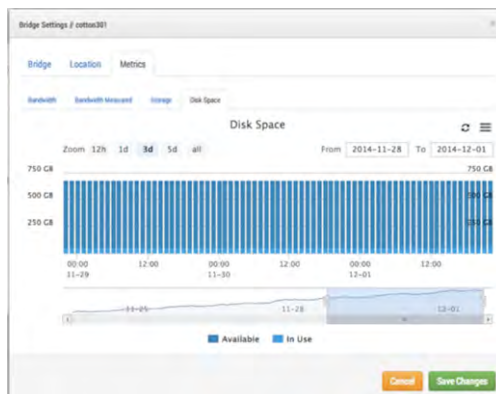 Bridge Settings // cotton301
×
Bridge Location Metrics
Bandwidth Bandwidth Measured Storage Disk Space
Disk Space
Zoom 12h 1d 3d 5d all From 2014-11-28 To 2014-12-01
750 GB 750 GB
500 GB 500 GB
250 GB 250 GB
00:00 12:00 00:00 12:00 00:00 12:00
11-29 11-30 12-01
11-25 11-28 12-01
Available In Use
Cancel Save Changes